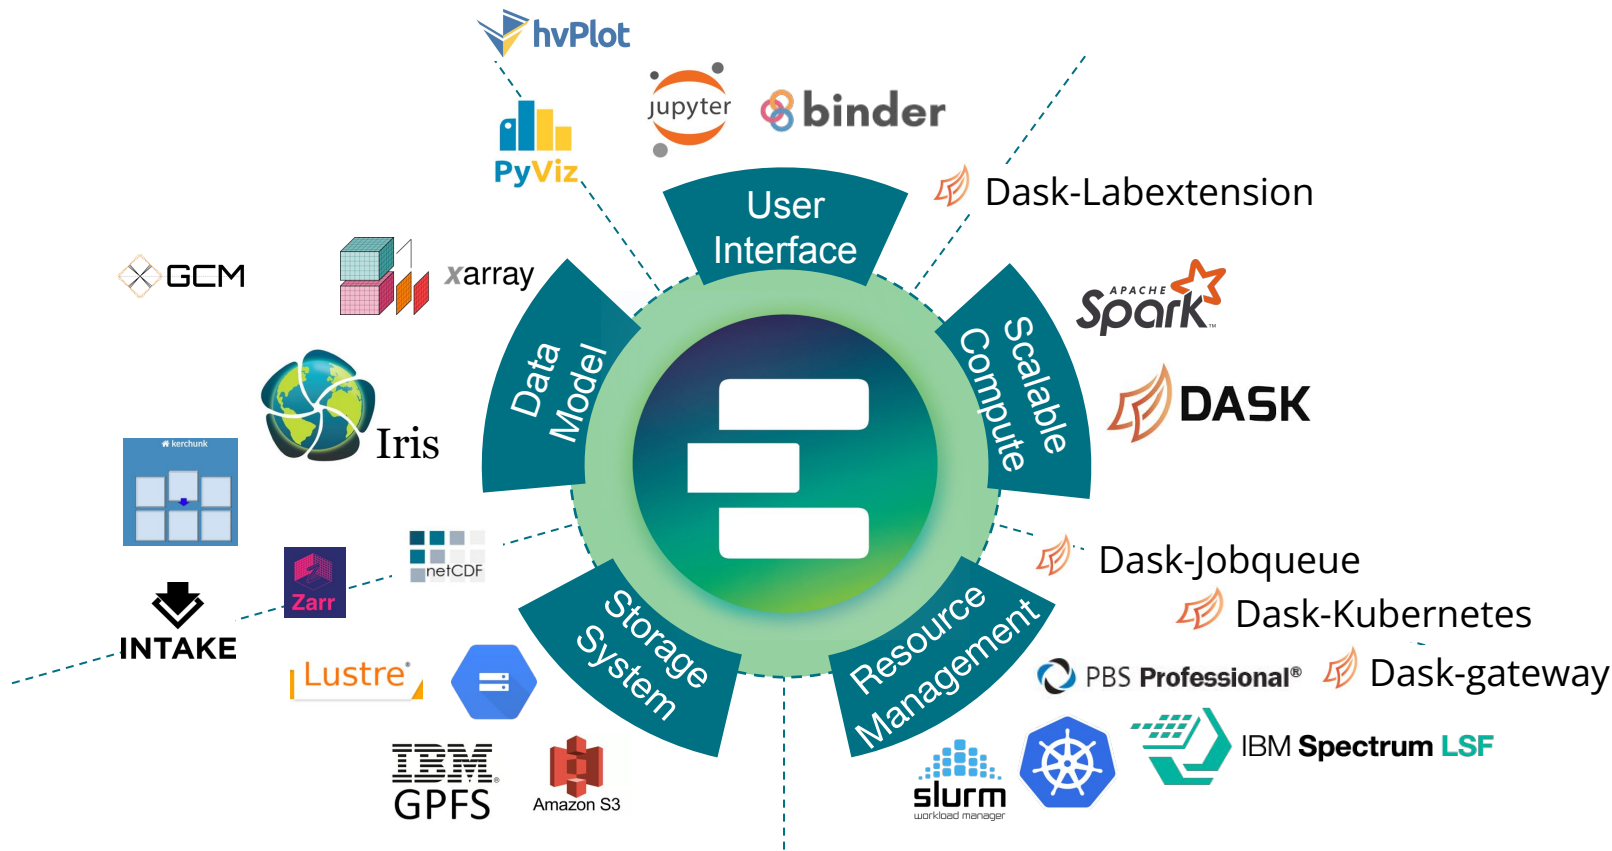 hvPlot
jupyter
binder
PyViz
Dask-Labextension
User
Interface
GCM
xarray
APACHE
Spark™
Data
Model
Scalable
Compute
DASK
Iris
kerchunk
netCDF
Zarr
INTAKE
Dask-Jobqueue
Dask-Kubernetes
Storage
System
Resource
Management
Lustre®
PBS Professional®
Dask-gateway
IBM®
GPFS
Amazon S3
slurm
workload manager
IBM Spectrum LSF